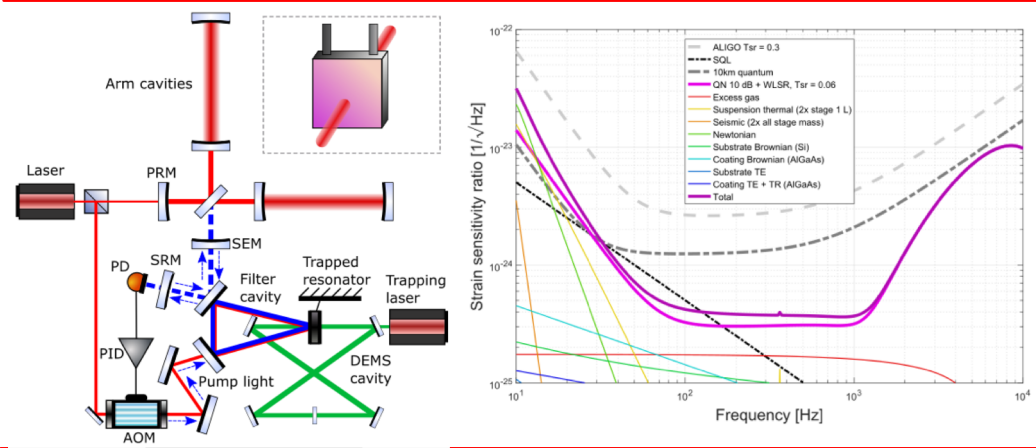 Arm cavities
Laser
PRM
SEM
SRM
PD
Filter
cavity
Trapped
resonator
Trapping
laser
PID
Pump light
DEMS
cavity
AOM
Strain sensitivity ratio [1/√Hz]
10-22
10-23
10-24
10-25
ALIGO Tsr = 0.3
SQL
10km quantum
QN 10 dB + WLSR, Tsr = 0.06
Excess gas
Suspension thermal (2x stage 1 L)
Seismic (2x all stage mass)
Newtonian
Substrate Brownian (Si)
Coating Brownian (AlGaAs)
Substrate TE
Coating TE + TR (AlGaAs)
Total
101 102 103 104
Frequency [Hz]